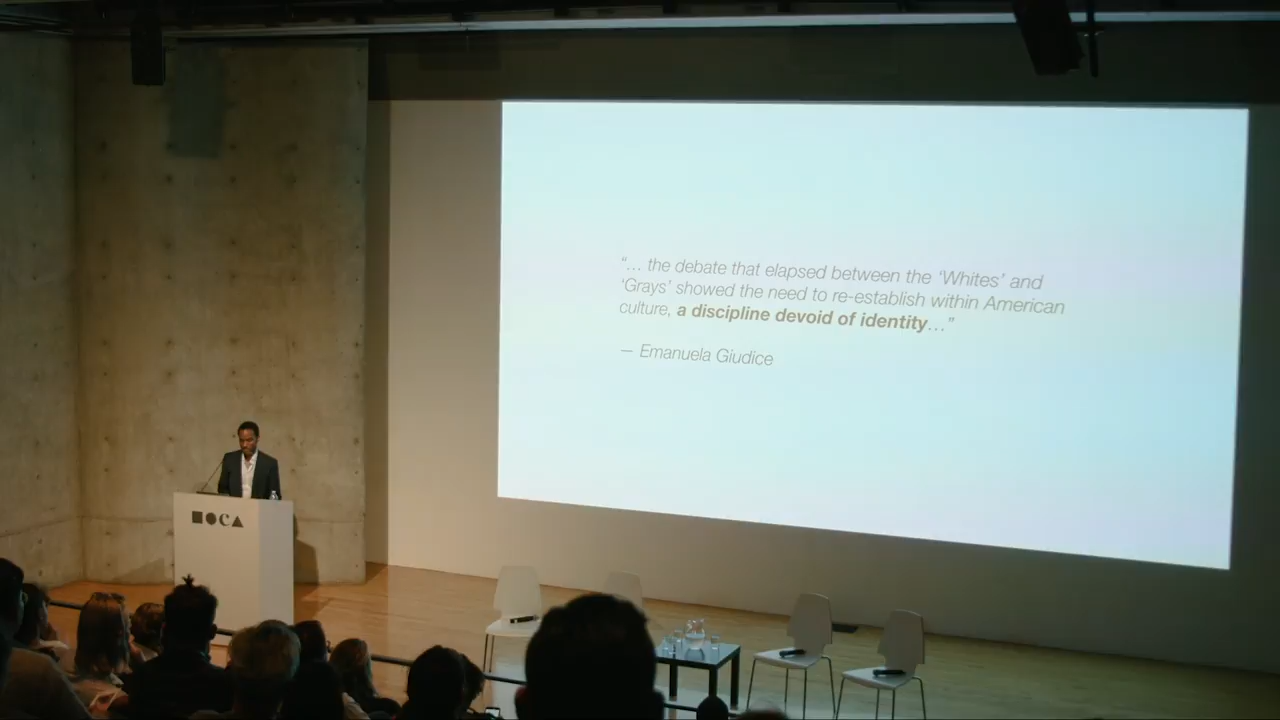 “… the debate that elapsed between the ‘Whites’ and
‘Grays’ showed the need to re-establish within American
culture, a discipline devoid of identity…”
— Emanuela Giudice
MOCA